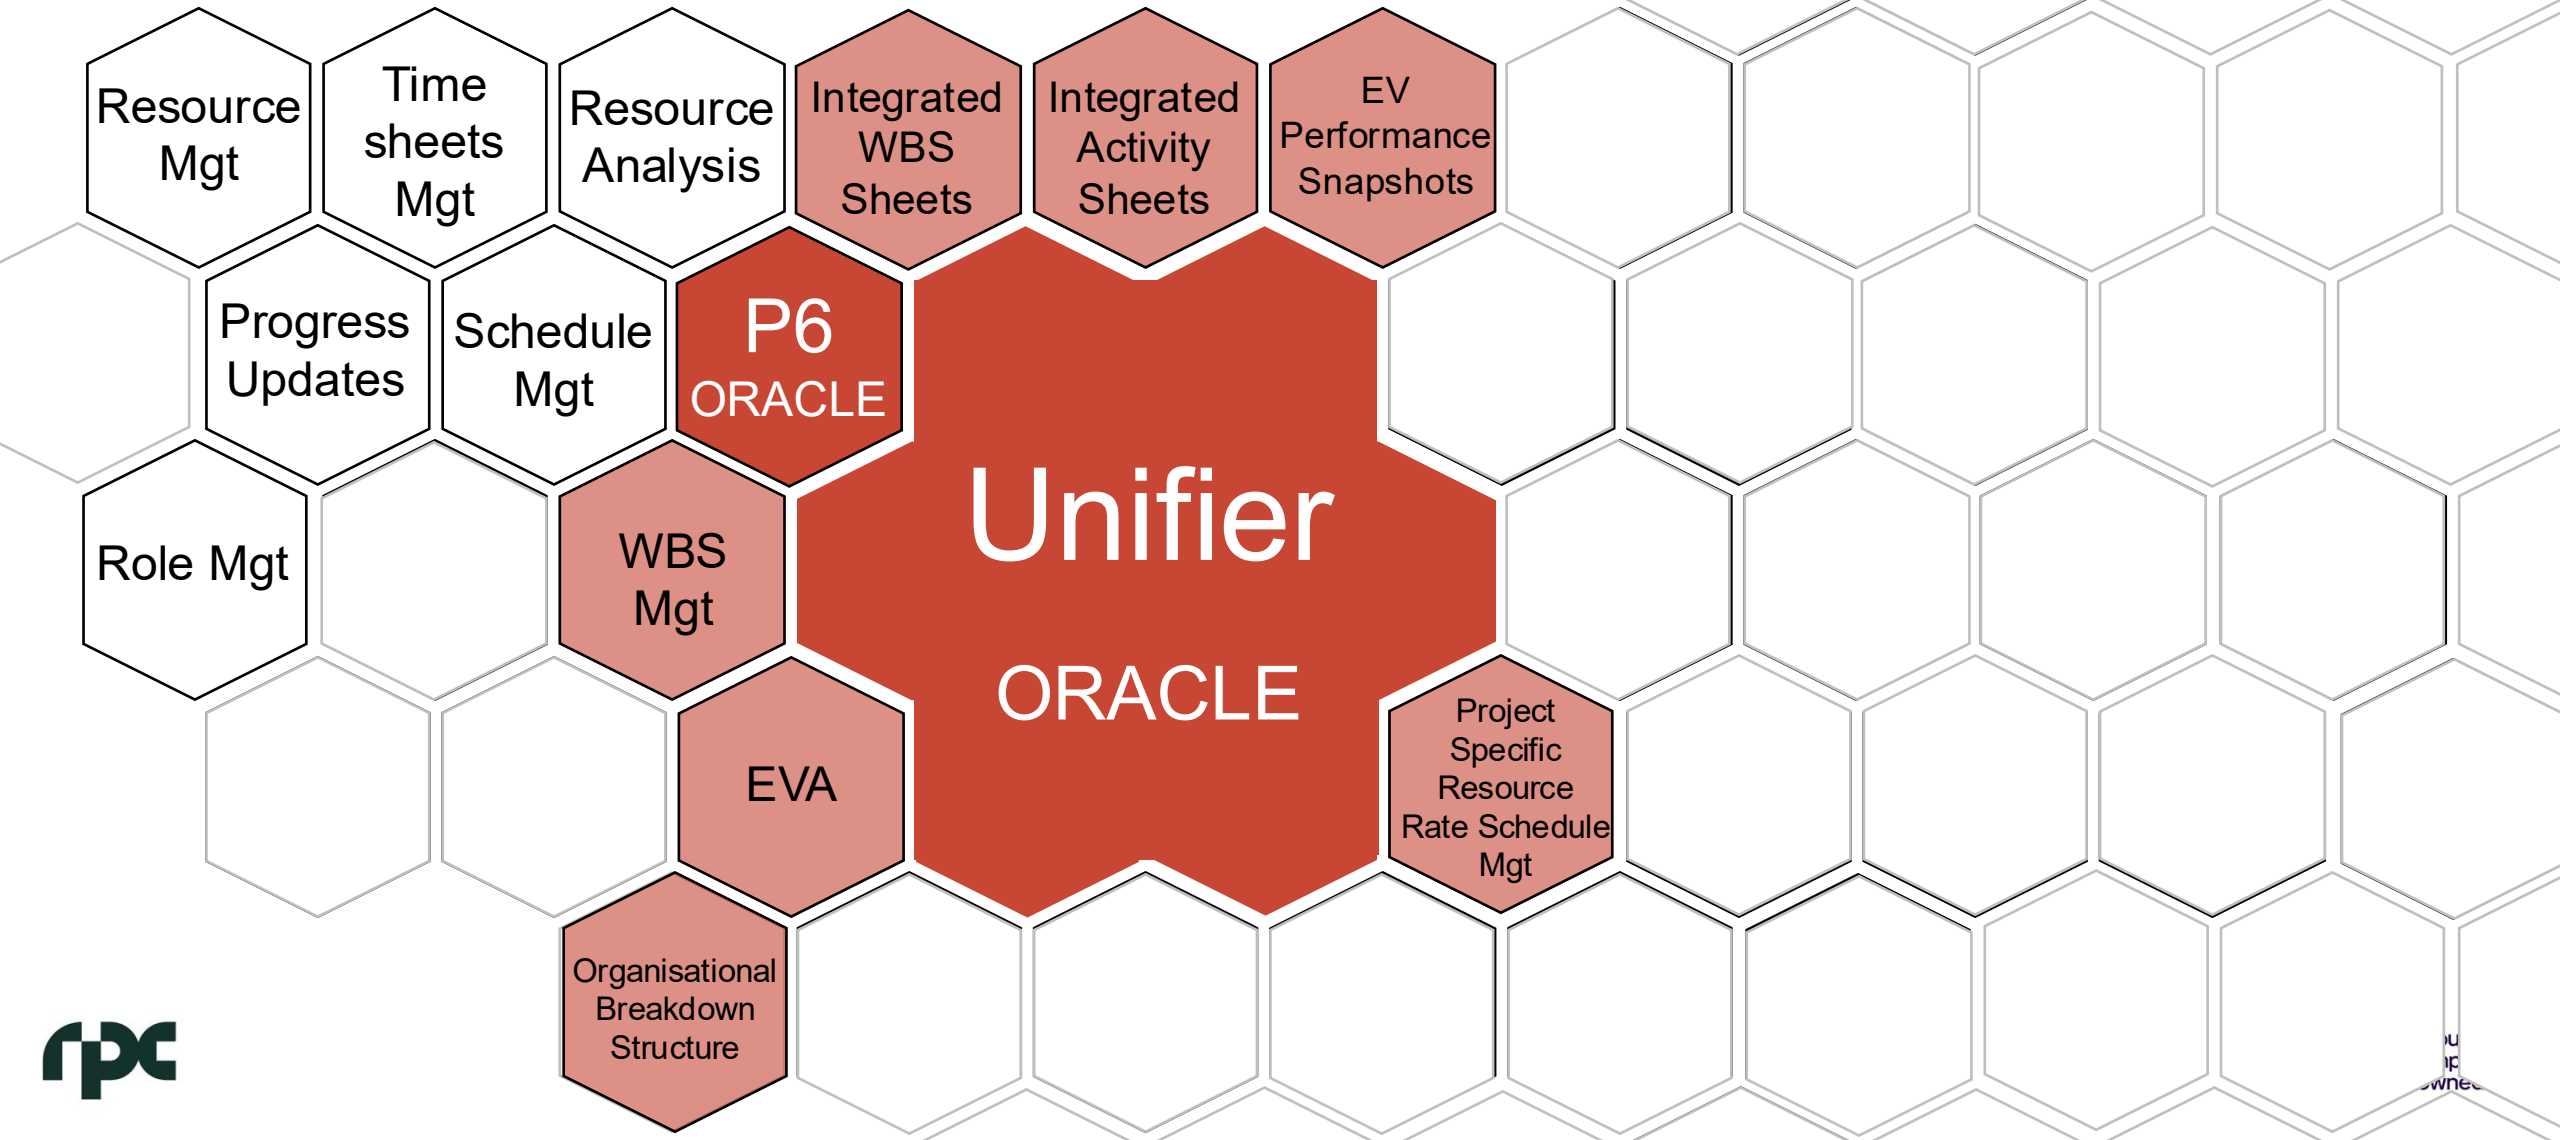 Resource
Mgt
Time
sheets
Mgt
Resource
Analysis
Integrated
WBS
Sheets
Integrated
Activity
Sheets
EV
Performance
Snapshots
Progress
Updates
Schedule
Mgt
P6
ORACLE
Unifier
ORACLE
Role Mgt
WBS
Mgt
EVA
Project
Specific
Resource
Rate Schedule
Mgt
Organisational
Breakdown
Structure
rpc